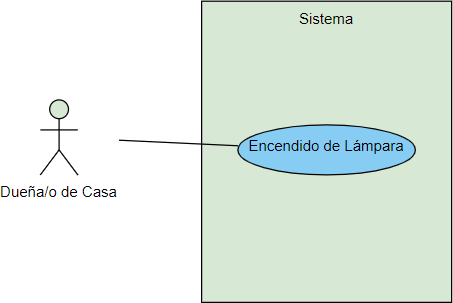 Sistema
Encendido de Lámpara
Dueña/o de Casa